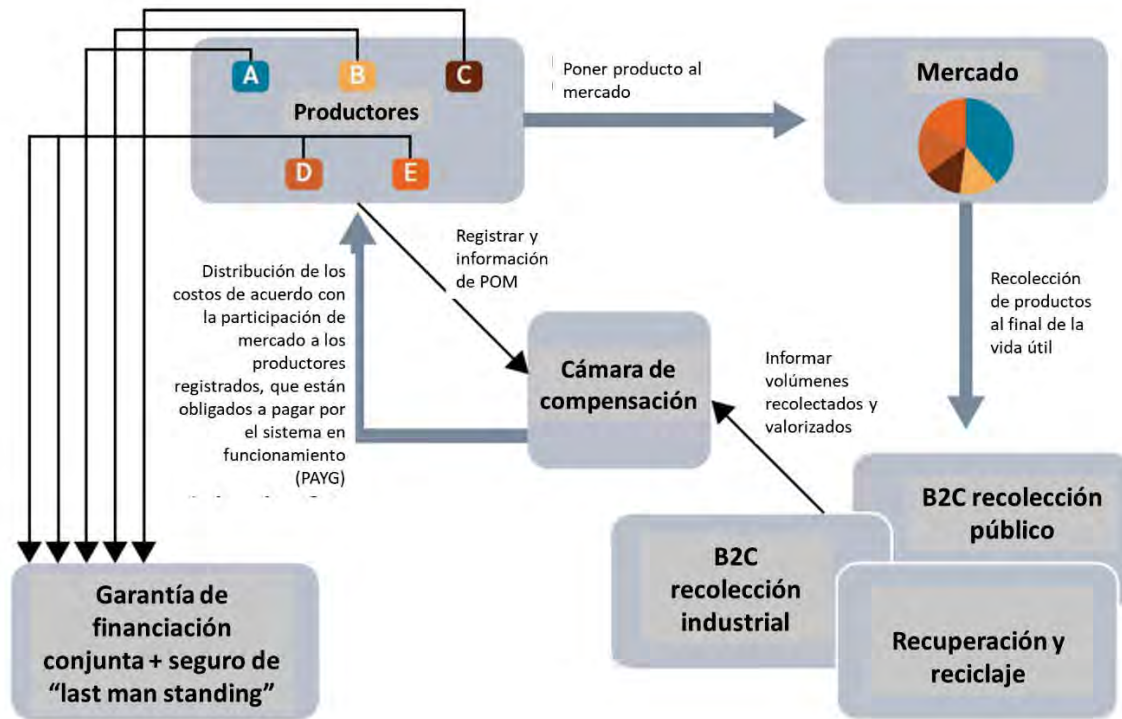 A
B
C
Productores
D
E
Poner producto al
mercado
Mercado
Registrar y
información
de POM
Distribución de los
costos de acuerdo con
la participación de
mercado a los
productores
registrados, que están
obligados a pagar por
el sistema en
funcionamiento
(PAYG)
Recolección
de productos
al final de la
vida útil
Cámara de
compensación
Informar
volúmenes
recolectados y
valorizados
B2C recolección
público
B2C
recolección
industrial
Recuperación y
reciclaje
Garantía de
financiación
conjunta + seguro de
“last man standing”